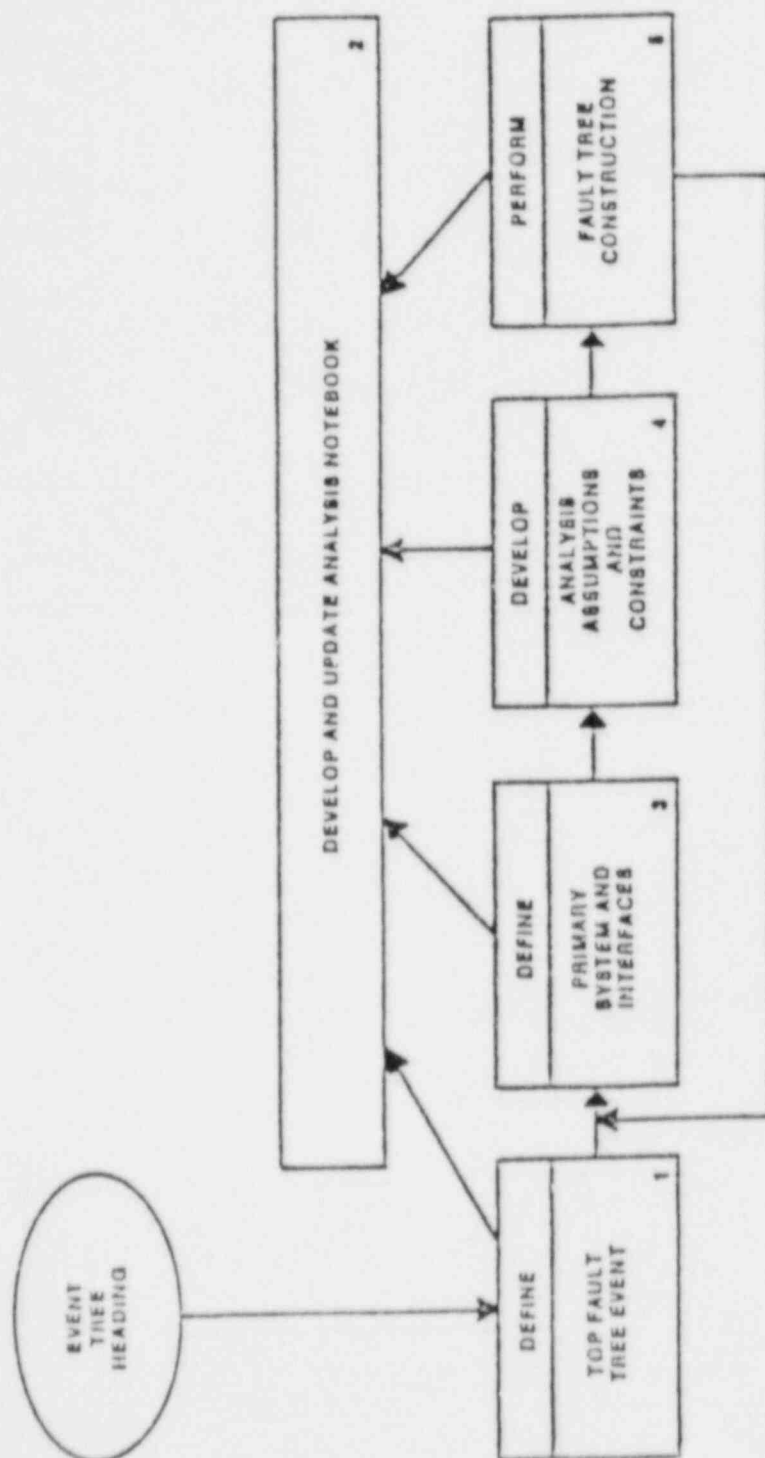 EVENT
TREE
HEADING
DEVELOP AND UPDATE ANALYSIS NOTEBOOK
2
DEFINE
TOP FAULT
TREE EVENT
1
DEFINE
PRIMARY
SYSTEM AND
INTERFACES
3
DEVELOP
ANALYSIS
ASSUMPTIONS
AND
CONSTRAINTS
4
PERFORM
FAULT TREE
CONSTRUCTION
5